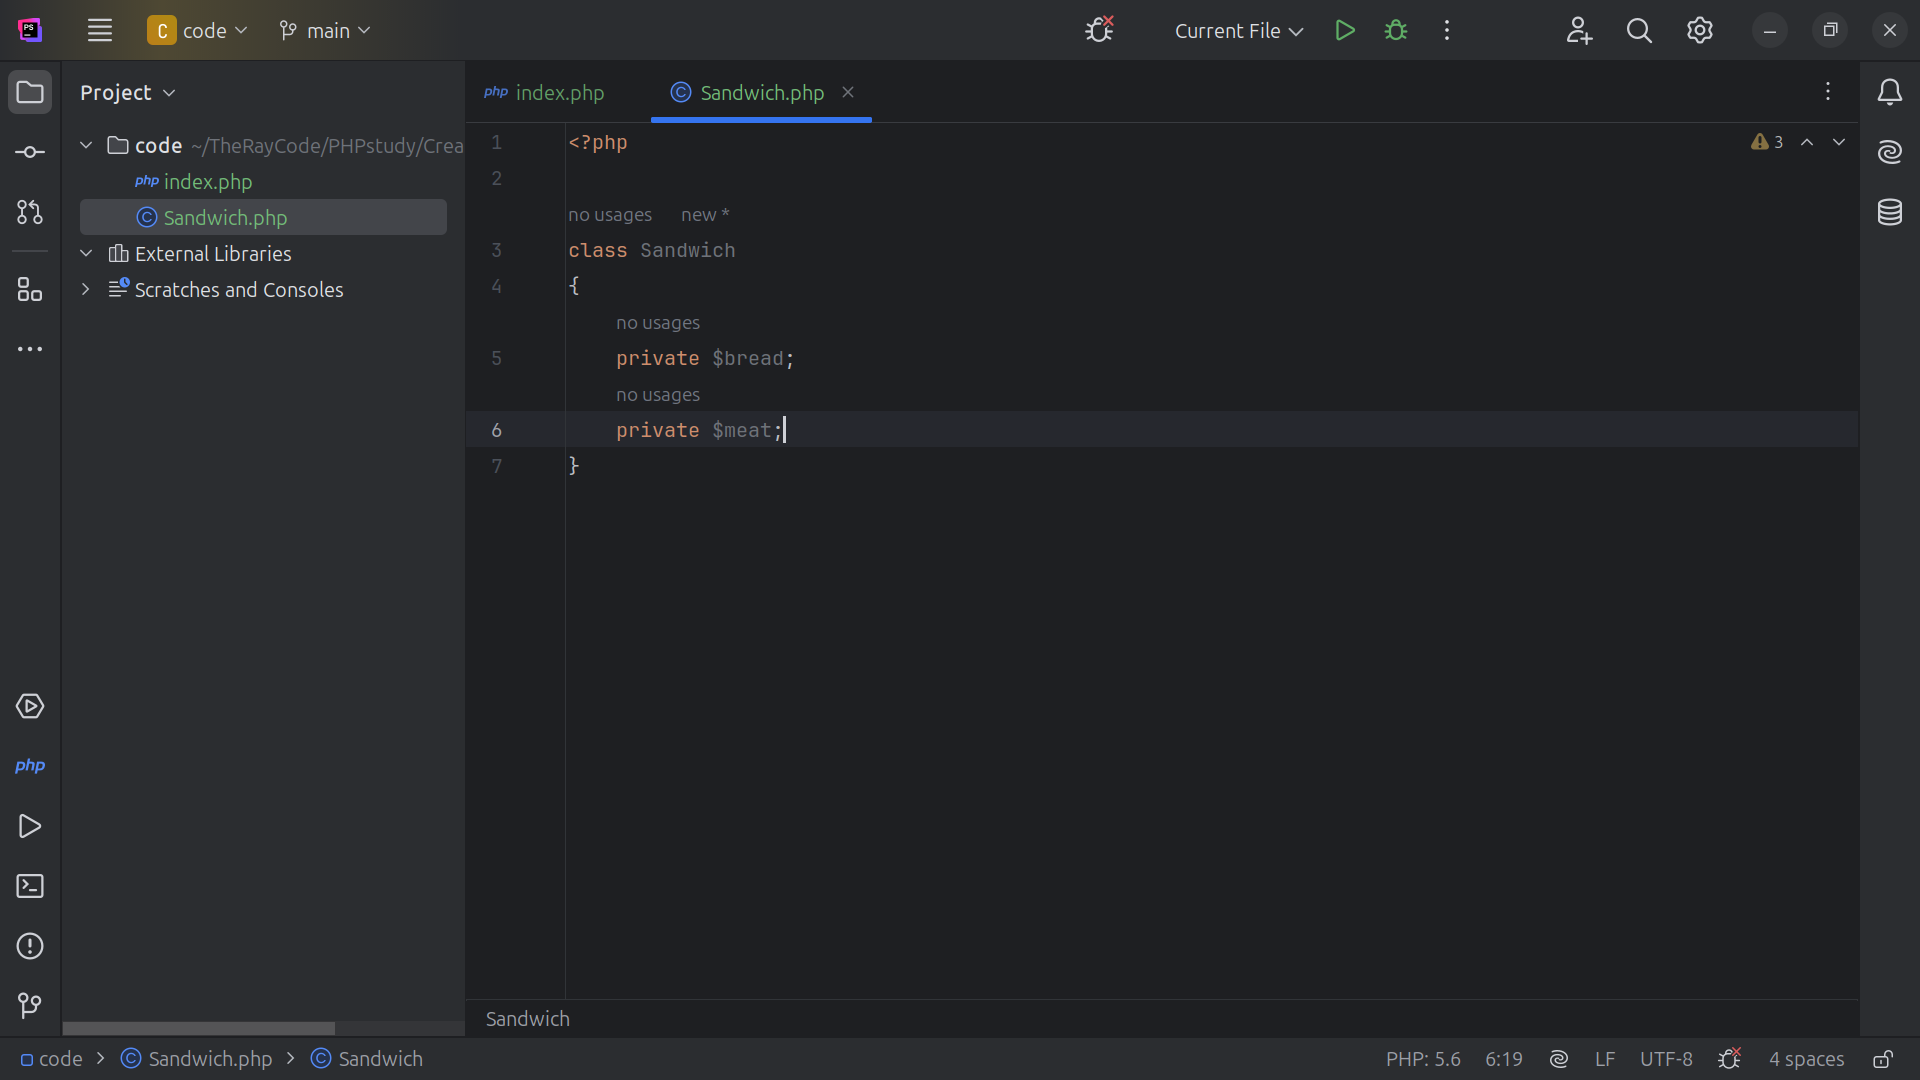 PS
C code
main
Current File
Project
php index.php
C Sandwich.php
code ~/TheRayCode/PHPstudy/Crea
php index.php
C Sandwich.php
External Libraries
Scratches and Consoles
3
1 <?php
2
no usages new *
3 class Sandwich
4 {
no usages
5 private $bread;
no usages
6 private $meat;
7 }
php
Sandwich
code > C Sandwich.php > C Sandwich
PHP: 5.6 6:19 LF UTF-8 4 spaces